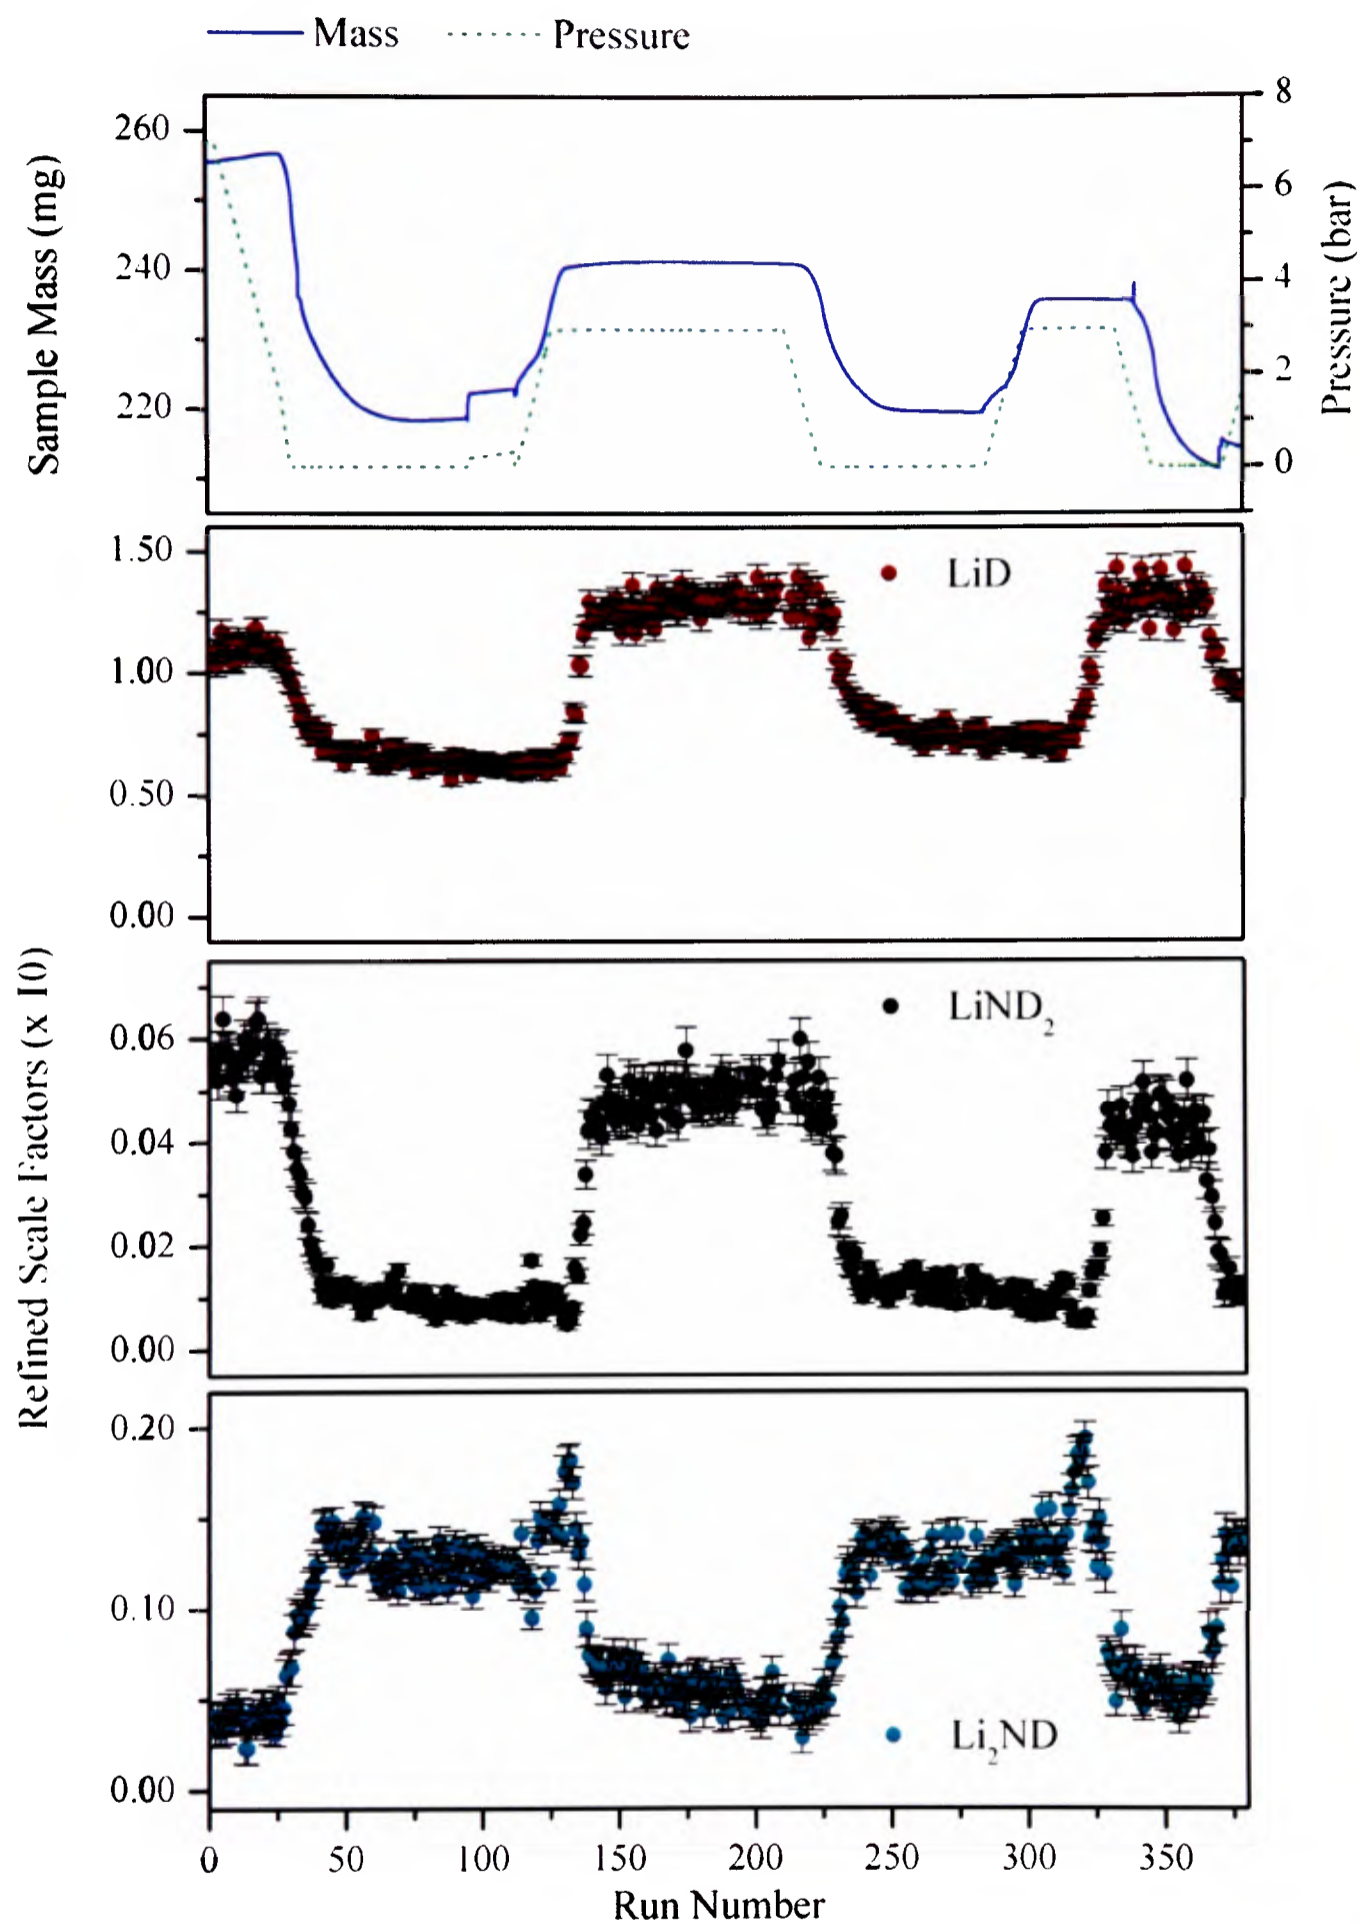 Mass Pressure
Sample Mass (mg)
260
240
220
8
6
4
2
0
Pressure (bar)
1.50
1.00
0.50
0.00
LiD
Refined Scale Factors (x 10)
0.06
0.04
0.02
0.00
LiND2
0.20
0.10
0.00
Li2ND
0 50 100 150 200 250 300 350
Run Number